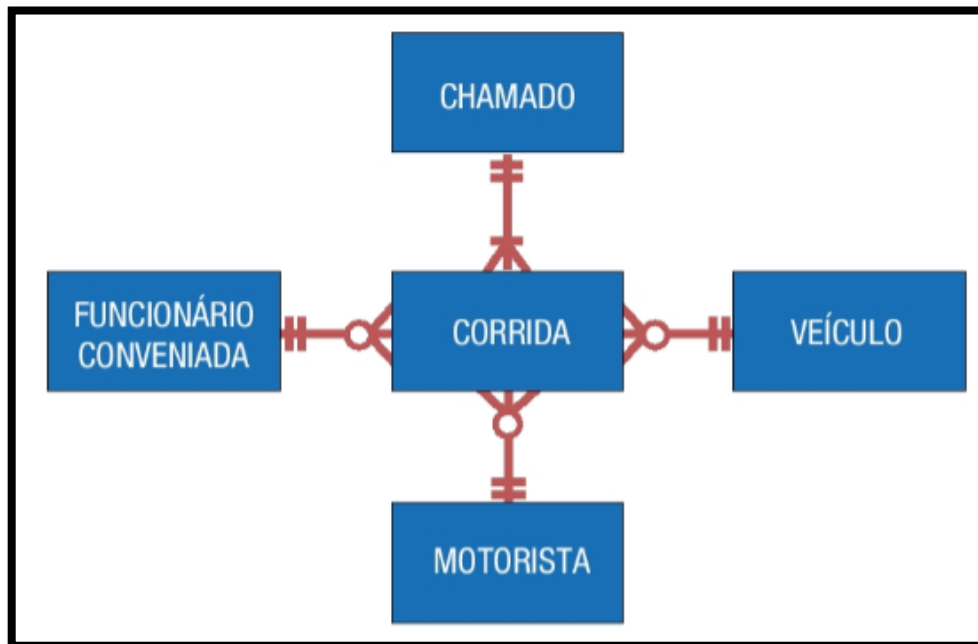 CHAMADO
FUNCIONÁRIO
CONVENIADA
CORRIDA
VEÍCULO
MOTORISTA